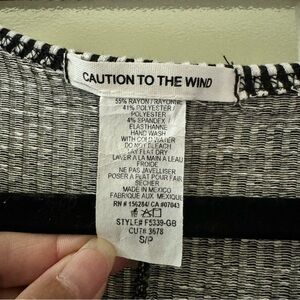 CAUTION TO THE WIND
55% RAYON / RAYONNE
41% POLYESTER /
POLYESTER
4% SPANDEX
ELASTHANNE
HAND WASH
WITH COLD WATER
DO NOT BLEACH
LAY FLAT DRY
LAVER A LA MAIN A L'EAU
FROIDE
NE PAS JAVELLISER
POSER A PLAT POUR FAIRE
SECHER
MADE IN MEXICO
FABRIQUE AUX MEXIQUE
RN # 156284/ CA #07043
STYLE# F5339-GB
CUT# 3678
S/P